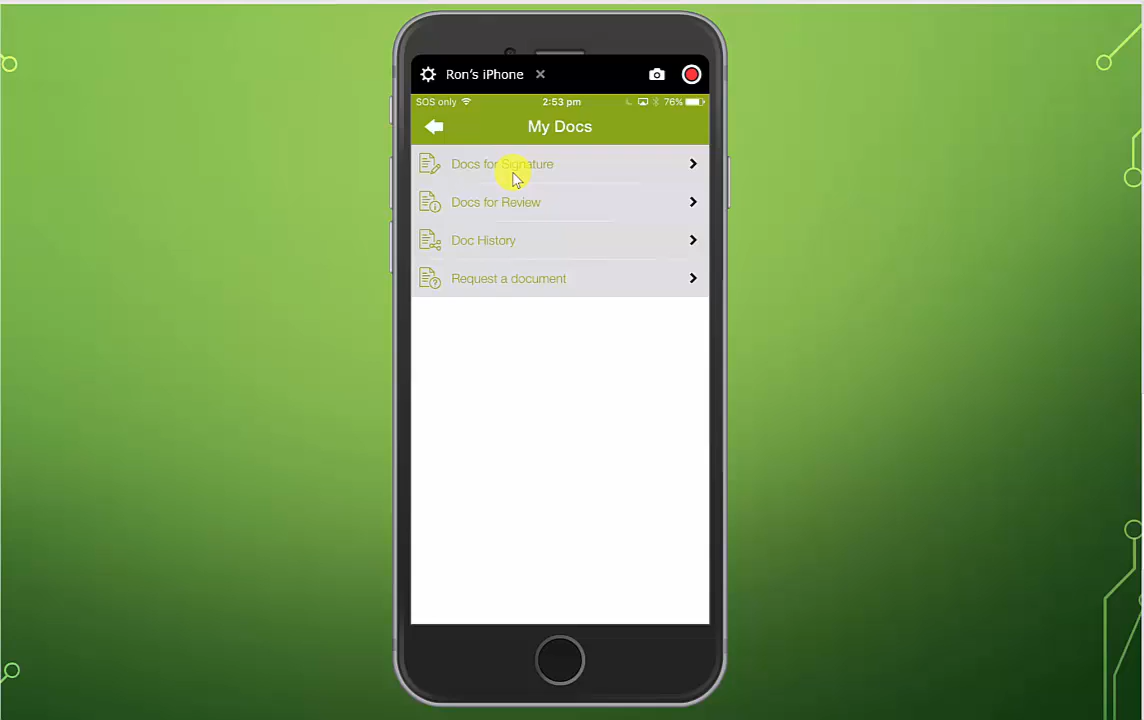 Ron's iPhone
SOS only 2:53 pm 76%
My Docs
Docs for Signature
Docs for Review
Doc History
Request a document